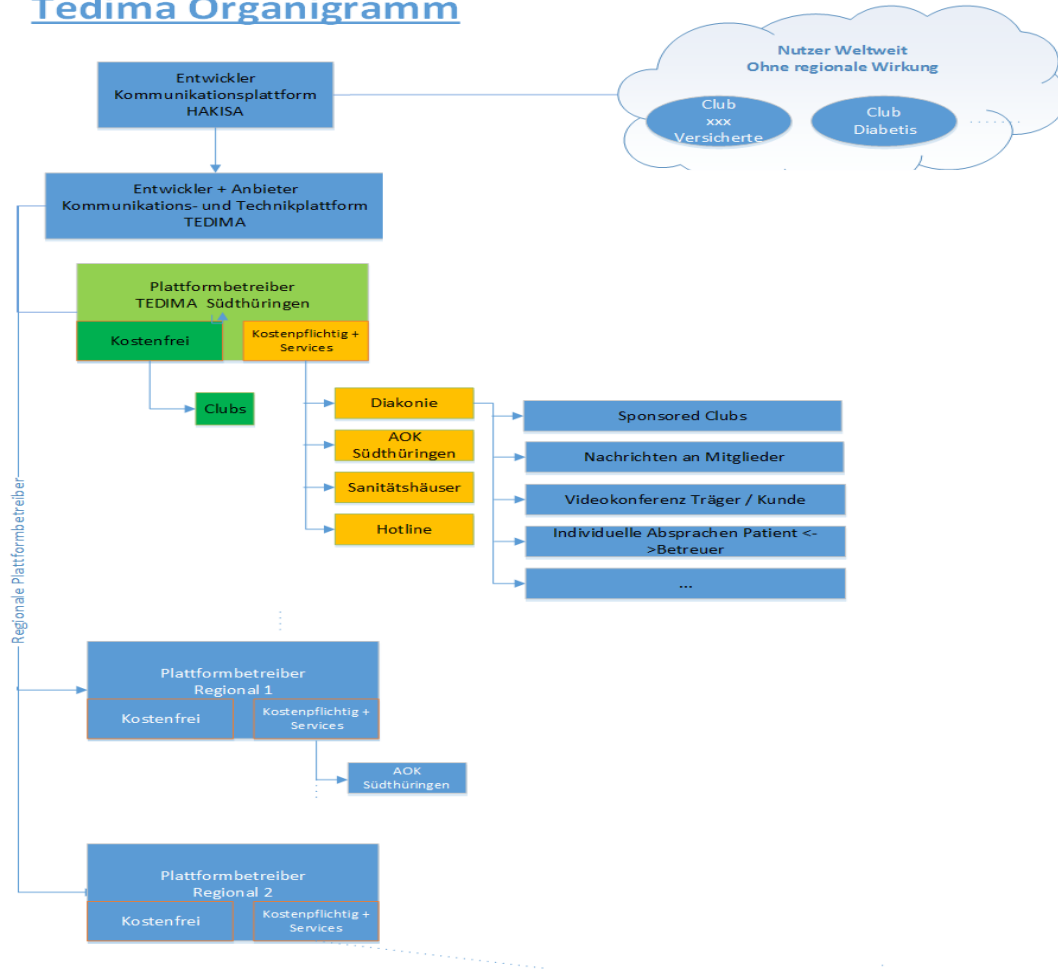 Tedima Organigramm
Nutzer Weltweit
Ohne regionale Wirkung
Club
xxx
Versicherte
Club
Diabetis
Entwickler
Kommunikationsplattform
HAKISA
Entwickler + Anbieter
Kommunikations- und Technikplattform
TEDIMA
Plattformbetreiber
TEDIMA Südthüringen
Kostenfrei
Kostenpflichtig +
Services
Clubs
Diakonie
AOK
Südthüringen
Sanitätshäuser
Hotline
Sponsored Clubs
Nachrichten an Mitglieder
Videokonferenz Träger / Kunde
Individuelle Absprachen Patient <-
>Betreuer
...
Regionale Plattformbetreiber
Plattformbetreiber
Regional 1
Kostenfrei
Kostenpflichtig +
Services
AOK
Südthüringen
Plattformbetreiber
Regional 2
Kostenfrei
Kostenpflichtig +
Services